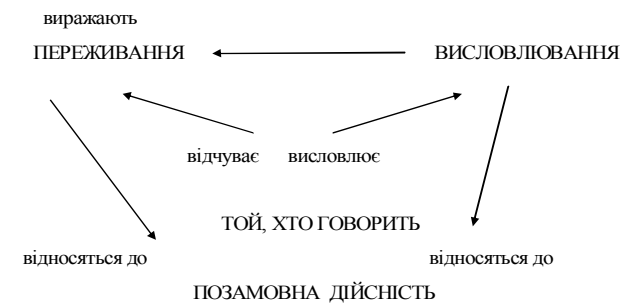 виражають
ПЕРЕЖИВАННЯ ВИСЛОВЛЮВАННЯ
відчуває висловлює
ТОЙ, ХТО ГОВОРИТЬ
відносяться до відносяться до
ПОЗАМОВНА ДІЙСНІСТЬ